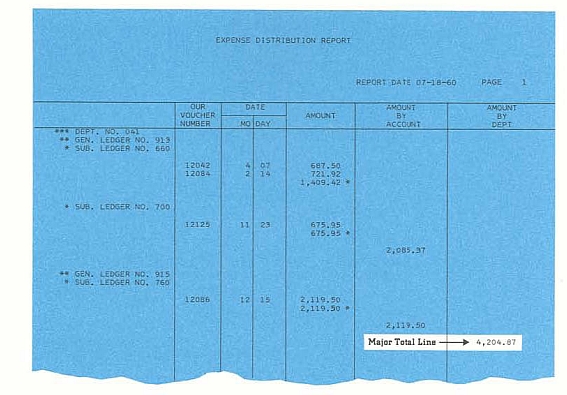 EXPENSE DISTRIBUTION REPORT
REPORT DATE 07-18-60 PAGE 1
OUR VOUCHER NUMBER DATE MO DAY AMOUNT AMOUNT BY ACCOUNT AMOUNT BY DEPT
*** DEPT. NO. 041
** GEN. LEDGER NO. 913
* SUB. LEDGER NO. 660
12042 4 07 687.50
12084 2 14 721.92
1,409.42 *
* SUB. LEDGER NO. 700
12125 11 23 675.95
675.95 *
2,085.37
** GEN. LEDGER NO. 915
* SUB. LEDGER NO. 760
12086 12 15 2,119.50
2,119.50 *
2,119.50
Major Total Line 4,204.87